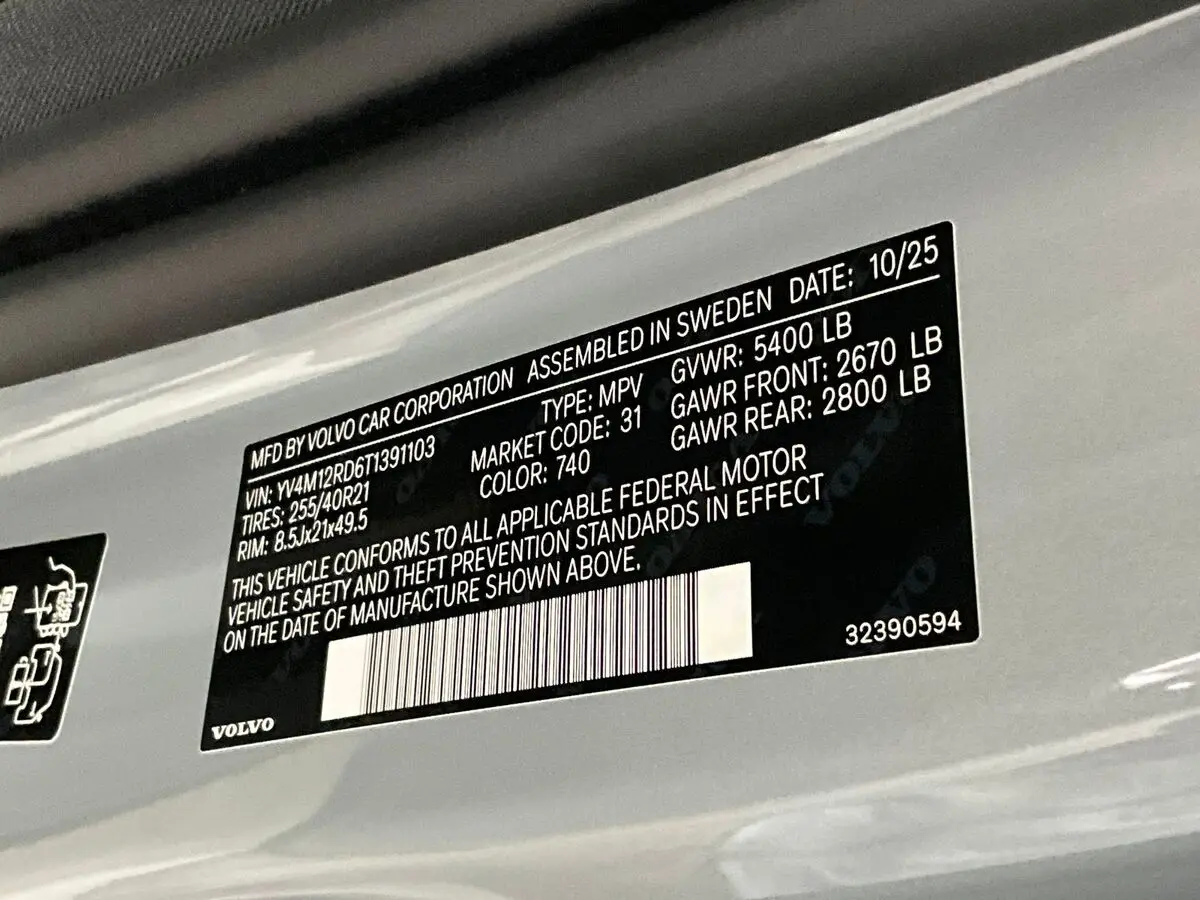 MFD BY VOLVO CAR CORPORATION ASSEMBLED IN SWEDEN DATE: 10/25
VIN: YV4M12RD6T1391103 TYPE: MPV GVWR: 5400 LB
TIRES: 255/40R21 MARKET CODE: 31 GAWR FRONT: 2670 LB
RIM: 8.5Jx21x49.5 COLOR: 740 GAWR REAR: 2800 LB
THIS VEHICLE CONFORMS TO ALL APPLICABLE FEDERAL MOTOR
VEHICLE SAFETY AND THEFT PREVENTION STANDARDS IN EFFECT
ON THE DATE OF MANUFACTURE SHOWN ABOVE.
VOLVO
32390594